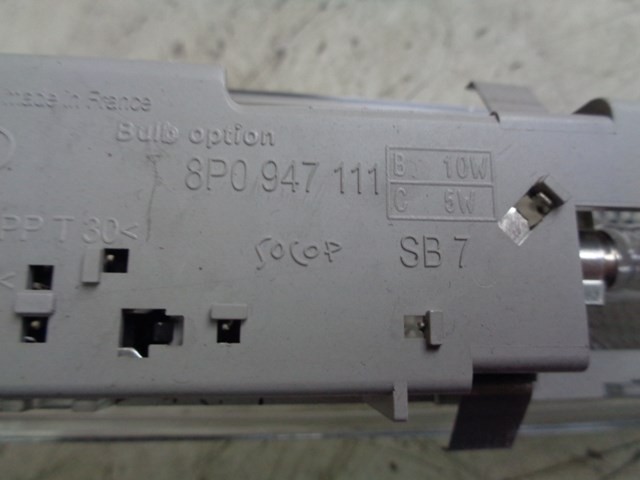 made in France
Bulb option
8P0 947 111
B: 10W
C 5W
PP T 30<
SOCOP
SB 7
<